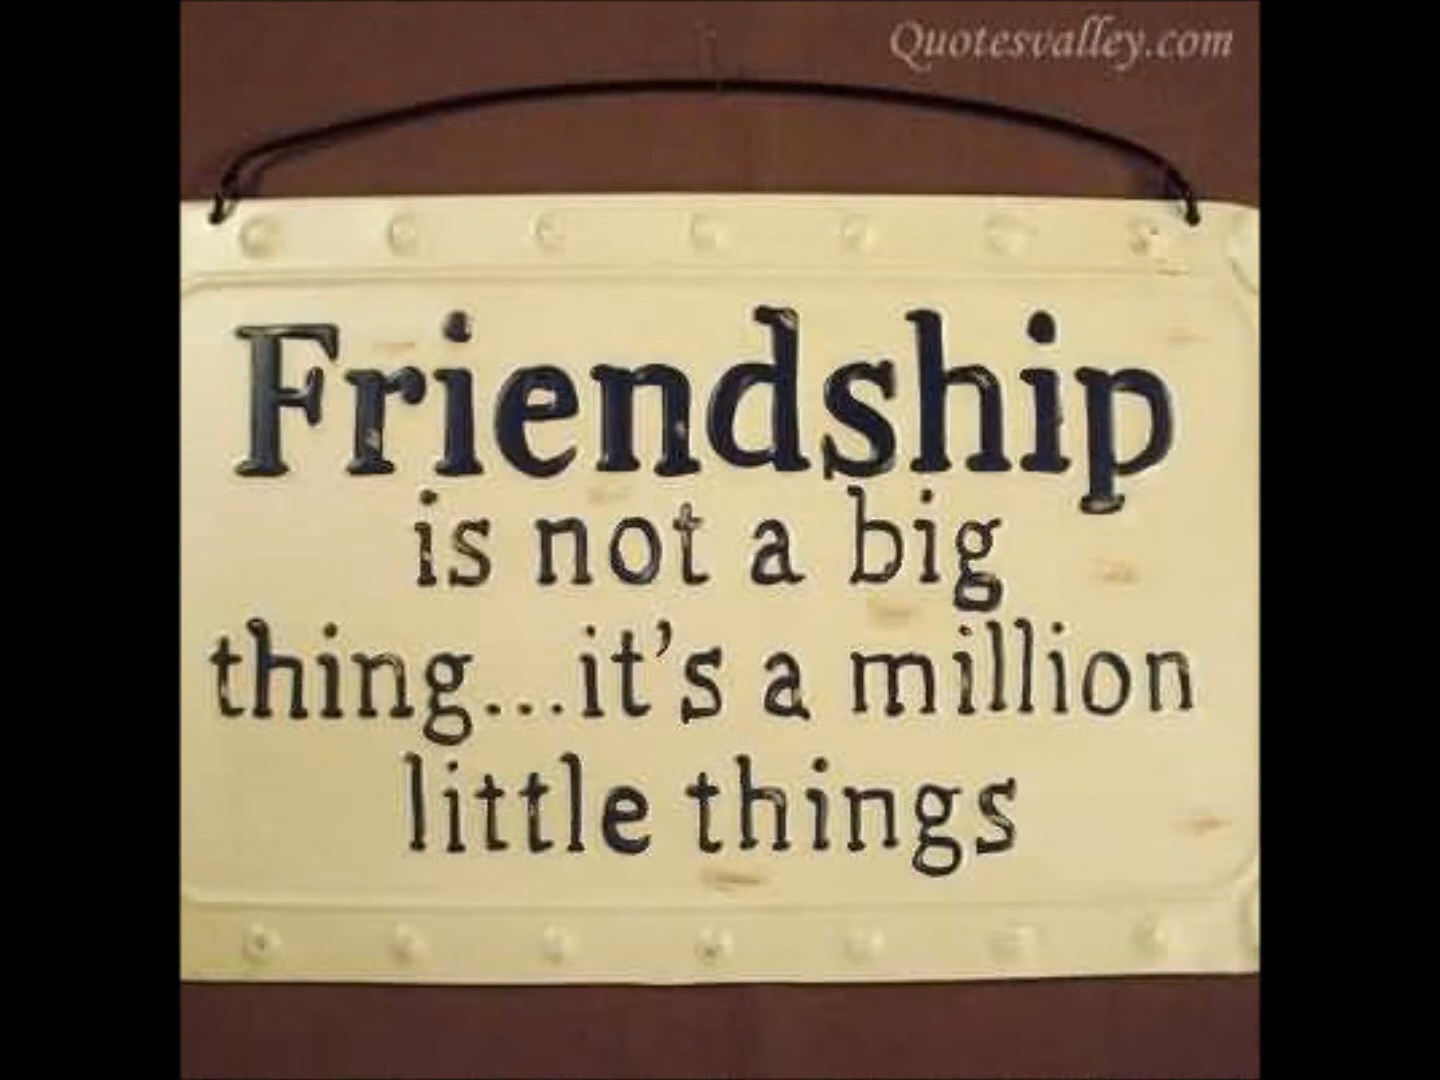 Quotesvalley.com
Friendship
is not a big
thing...it's a million
little things